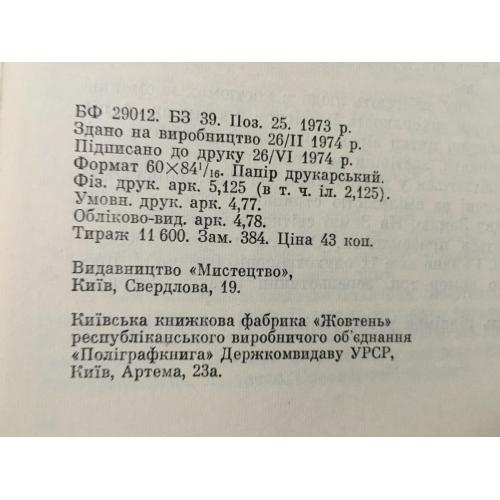 БФ 29012. БЗ 39. Поз. 25. 1973 р.
Здано на виробництво 26/II 1974 р.
Підписано до друку 26/VI 1974 р.
Формат 60×84¹/₁₆. Папір друкарський.
Фіз. друк. арк. 5,125 (в т. ч. іл. 2,125).
Умовн. друк. арк. 4,77.
Обліково-вид. арк. 4,78.
Тираж 11 600. Зам. 384. Ціна 43 коп.
Видавництво «Мистецтво»,
Київ, Свердлова, 19.
Київська книжкова фабрика «Жовтень»
республіканського виробничого об'єднання
«Поліграфкнига» Держкомвидаву УРСР,
Київ, Артема, 23а.